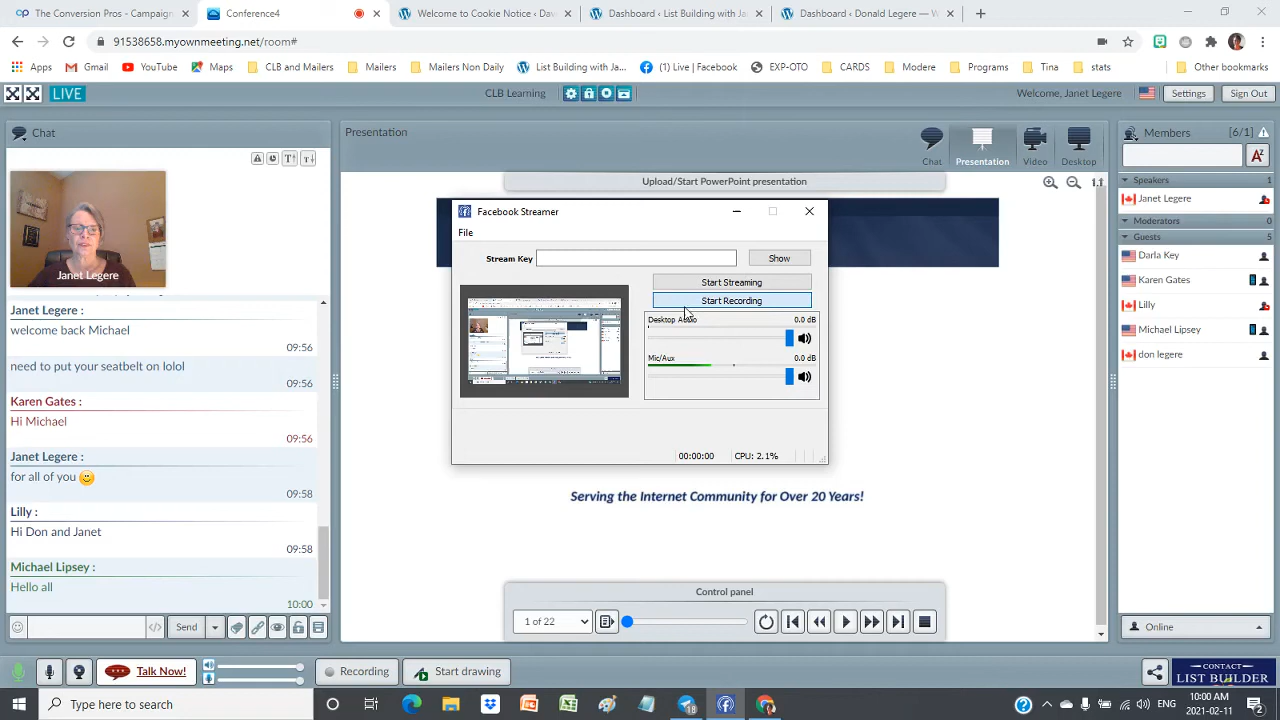 The Conversion Pros - Campaign
Conference4
Welcome to Cookie Notice ‹ Dav
Dashboard ‹ List Building with Ja
Dashboard ‹ Donald Legere — W
91538658.myownmeeting.net/room#
Apps
Gmail
YouTube
Maps
CLB and Mailers
Mailers
Mailers Non Daily
List Building with Ja...
(1) Live | Facebook
EXP-OTO
CARDS
Modere
Programs
Tina
stats
Other bookmarks
LIVE
CLB Learning
Welcome, Janet Legere
Settings
Sign Out
Chat
Janet Legere
Janet Legere :
welcome back Michael
09:56
need to put your seatbelt on lolol
09:56
Karen Gates :
Hi Michael
09:56
Janet Legere :
for all of you
09:58
Lilly :
Hi Don and Janet
09:58
Michael Lipsey :
Hello all
10:00
Send
Presentation
Chat
Presentation
Video
Desktop
Upload/Start PowerPoint presentation
1:1
Facebook Streamer
File
Stream Key
Show
Start Streaming
Start Recording
Desktop Audio
0.0 dB
Mic/Aux
0.0 dB
00:00:00
CPU: 2.1%
Serving the Internet Community for Over 20 Years!
Control panel
1 of 22
Members
[6/1]
Speakers
1
Janet Legere
Moderators
0
Guests
5
Darla Key
Karen Gates
Lilly
Michael Lipsey
don legere
Online
Talk Now!
Recording
Start drawing
CONTACT
LIST BUILDER
Type here to search
18
ENG
10:00 AM
2021-02-11